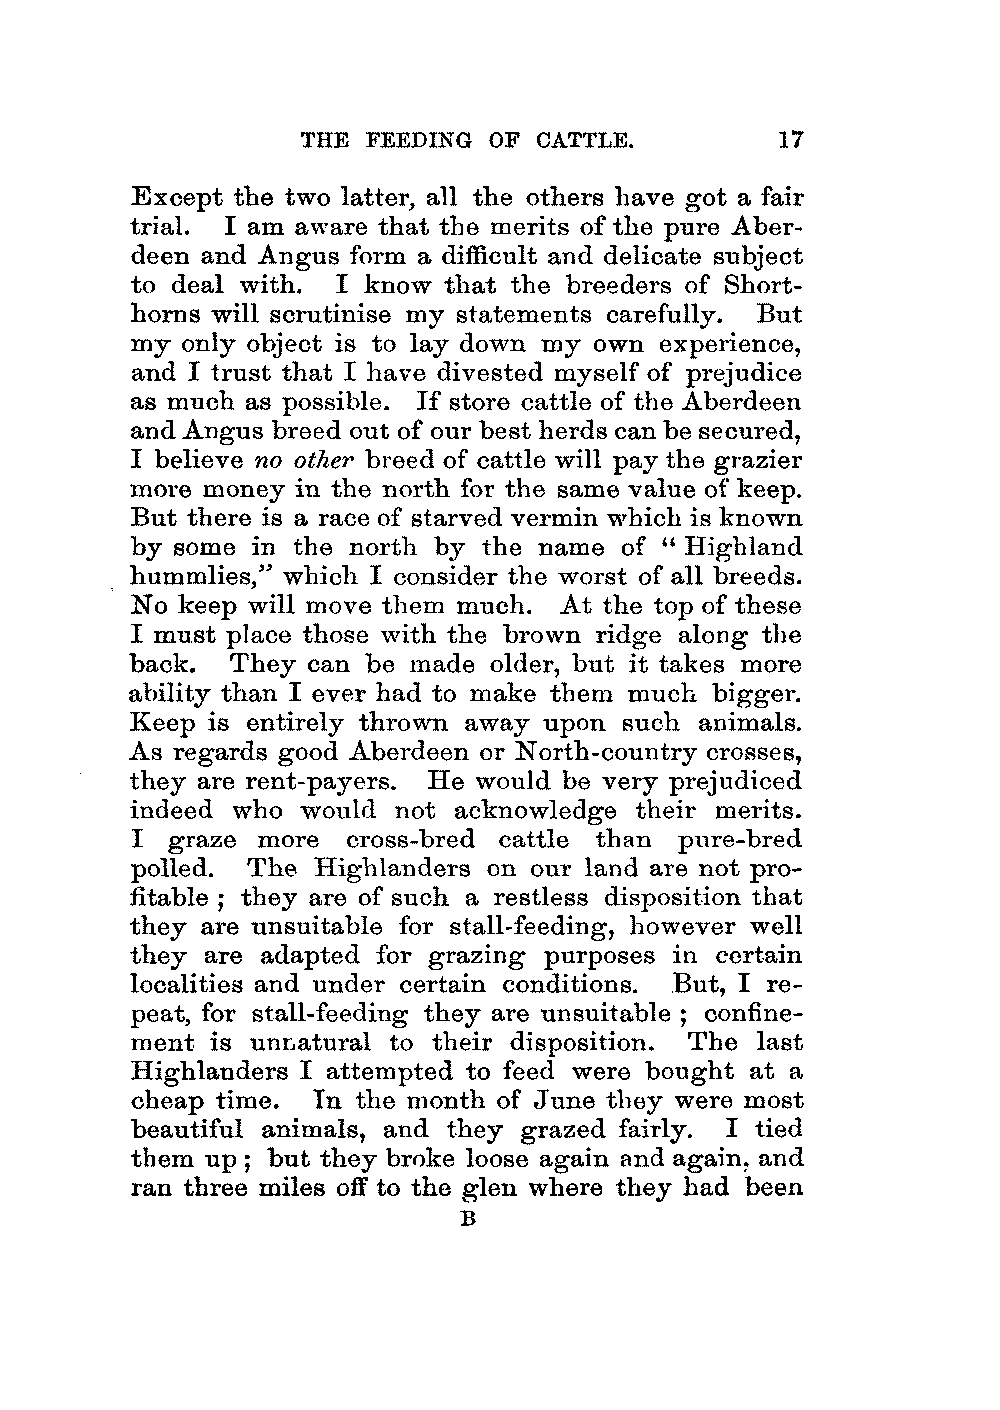 THE FEEDING OF CATTLE. 17
Except the two latter, all the others have got a fair
trial. I am aware that the merits of the pure Aber-
deen and Angus form a difficult and delicate subject
to deal with. I know that the breeders of Short-
horns will scrutinise my statements carefully. But
my only object is to lay down my own experience,
and I trust that I have divested myself of prejudice
as much as possible. If store cattle of the Aberdeen
and Angus breed out of our best herds can be secured,
I believe no other breed of cattle will pay the grazier
more money in the north for the same value of keep.
But there is a race of starved vermin which is known
by some in the north by the name of “ Highland
hummlies,” which I consider the worst of all breeds.
No keep will move them much. At the top of these
I must place those with the brown ridge along the
back. They can be made older, but it takes more
ability than I ever had to make them much bigger.
Keep is entirely thrown away upon such animals.
As regards good Aberdeen or North-country crosses,
they are rent-payers. He would be very prejudiced
indeed who would not acknowledge their merits.
I graze more cross-bred cattle than pure-bred
polled. The Highlanders on our land are not pro-
fitable ; they are of such a restless disposition that
they are unsuitable for stall-feeding, however well
they are adapted for grazing purposes in certain
localities and under certain conditions. But, I re-
peat, for stall-feeding they are unsuitable ; confine-
ment is unnatural to their disposition. The last
Highlanders I attempted to feed were bought at a
cheap time. In the month of June they were most
beautiful animals, and they grazed fairly. I tied
them up ; but they broke loose again and again, and
ran three miles off to the glen where they had been
B